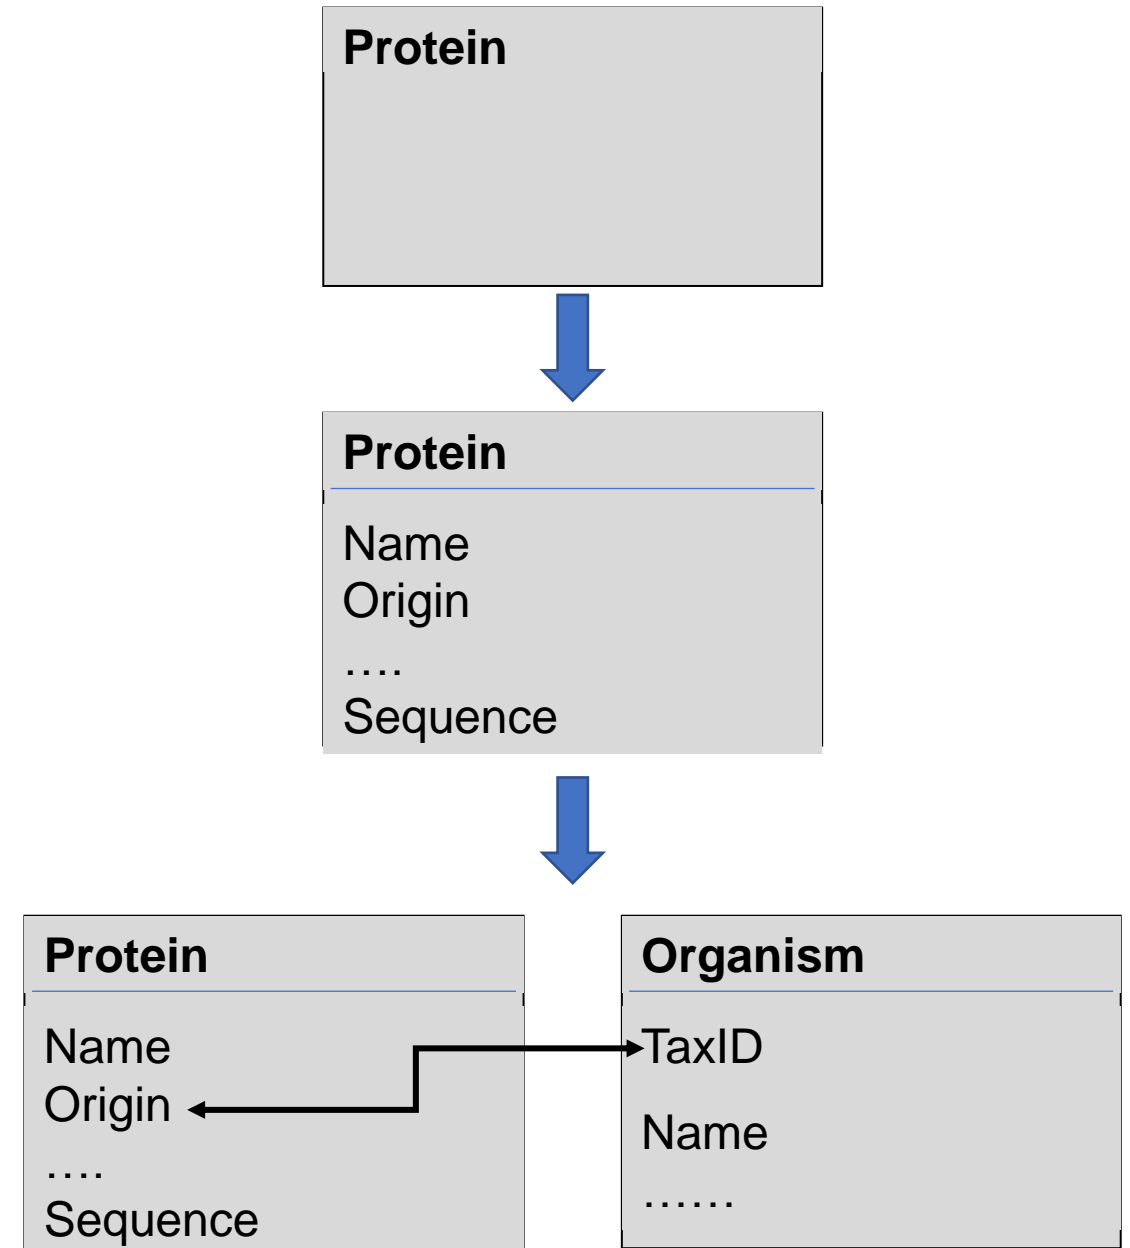 Protein
Protein
Name
Origin
....
Sequence
Protein
Name
Origin
....
Sequence
Organism
TaxID
Name
......